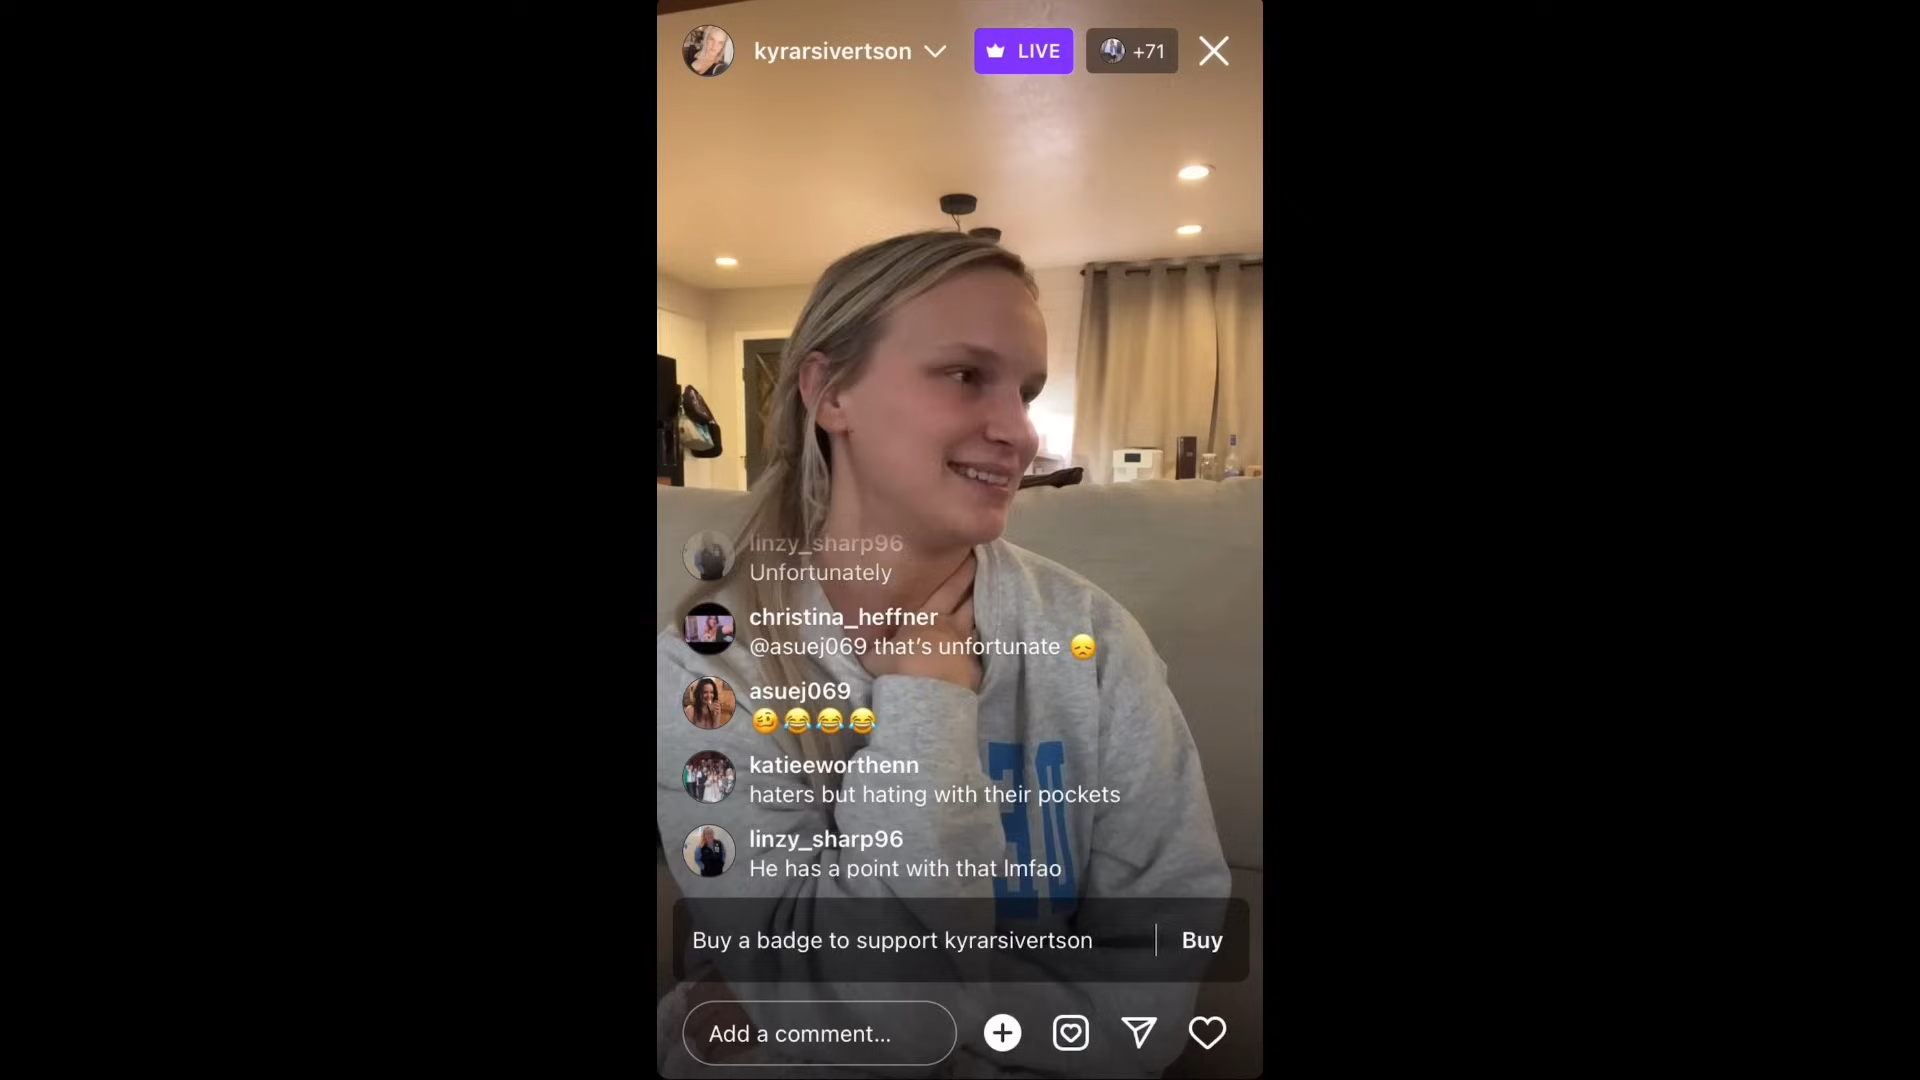 kyrarsivertson
LIVE
+71
linzy_sharp96
Unfortunately
christina_heffner
@asuej069 that's unfortunate 😞
asuej069
🥴😂😂😂
katieeworthenn
haters but hating with their pockets
linzy_sharp96
He has a point with that lmfao
Buy a badge to support kyrarsivertson
Buy
Add a comment...